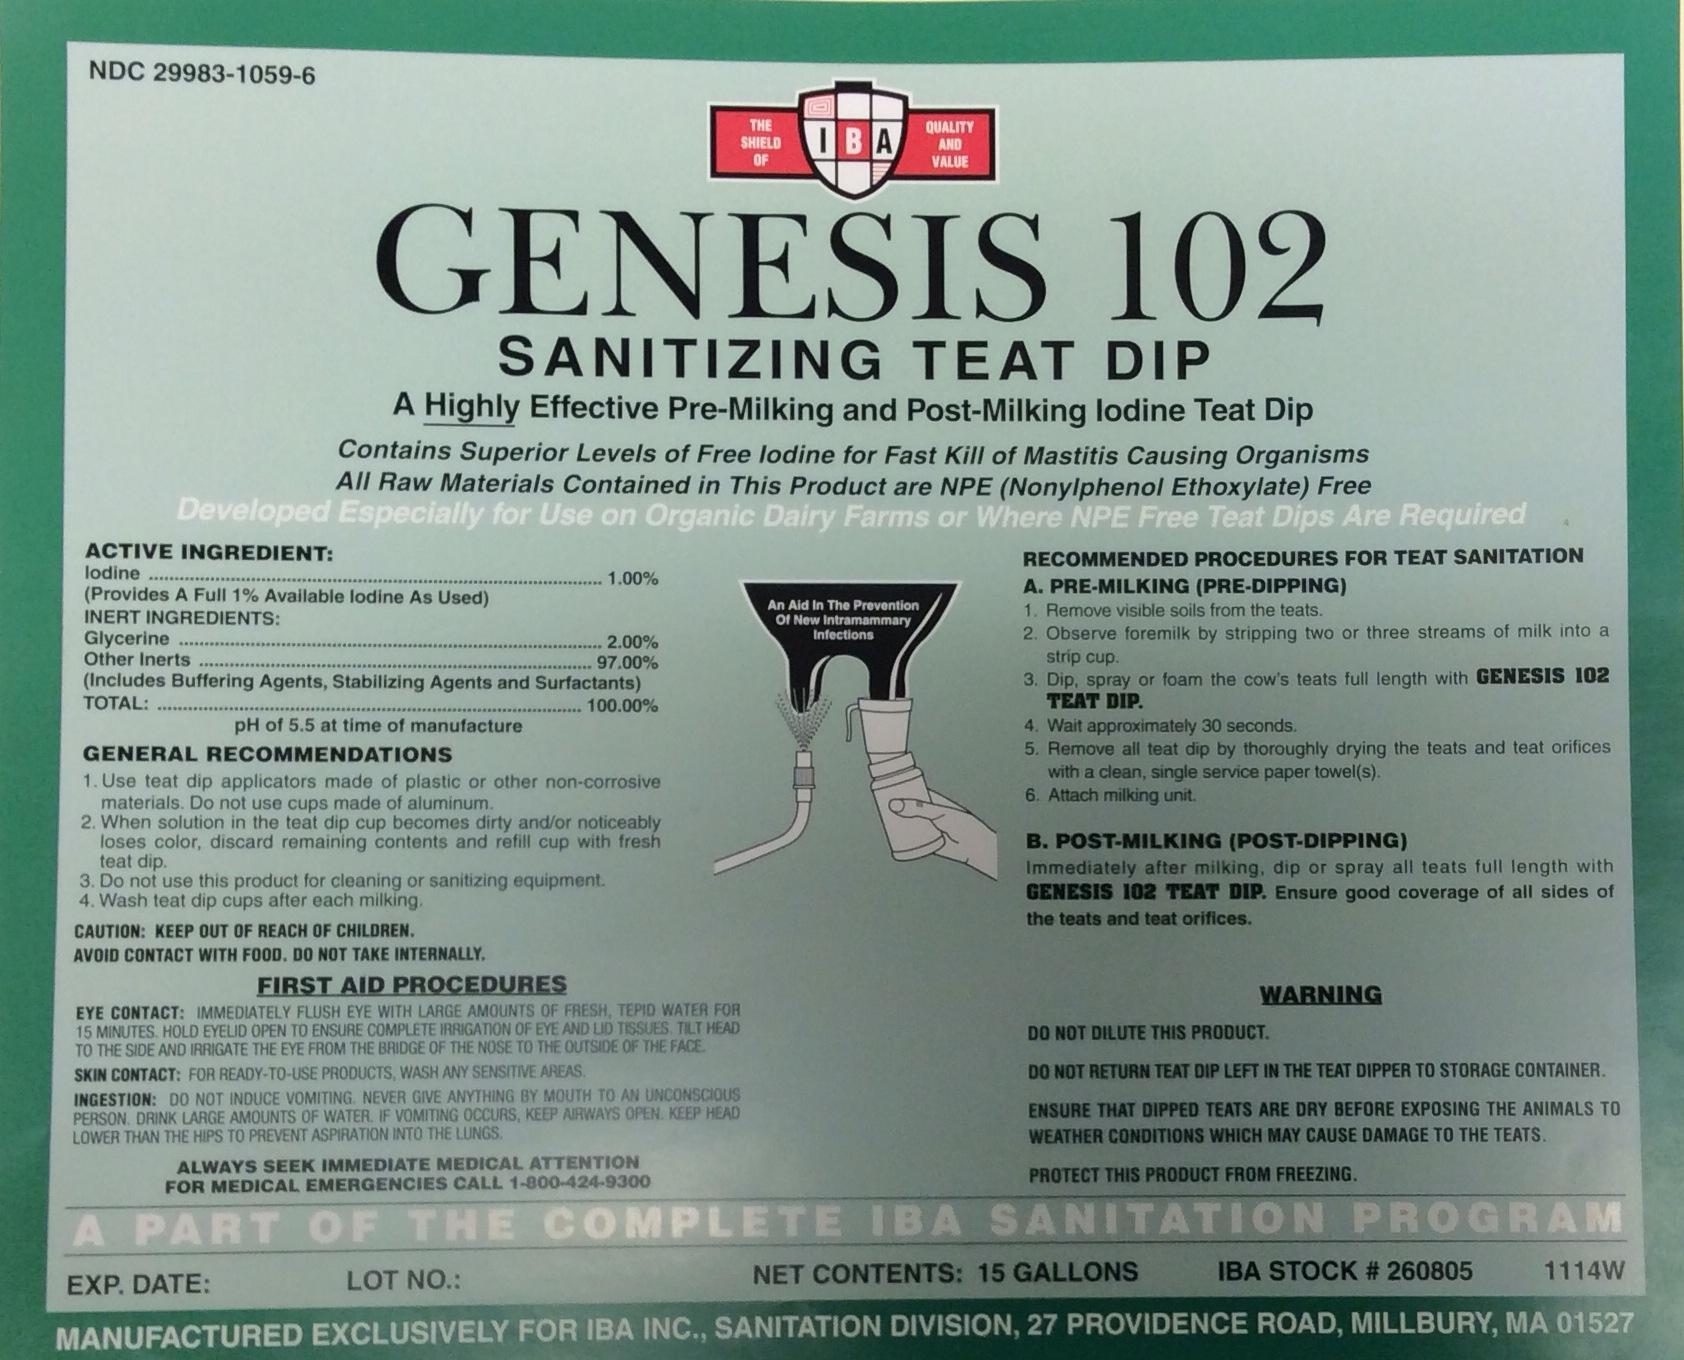 NDC 29983-1059-6
THE
SHIELD
OF
IBA
QUALITY
AND
VALUE
GENESIS 102
SANITIZING TEAT DIP
A Highly Effective Pre-Milking and Post-Milking Iodine Teat Dip
Contains Superior Levels of Free Iodine for Fast Kill of Mastitis Causing Organisms
All Raw Materials Contained in This Product are NPE (Nonylphenol Ethoxylate) Free
Developed Especially for Use on Organic Dairy Farms or Where NPE Free Teat Dips Are Required
ACTIVE INGREDIENT:
Iodine ........................................................................ 1.00%
(Provides A Full 1% Available Iodine As Used)
INERT INGREDIENTS:
Glycerine .................................................................... 2.00%
Other Inerts ............................................................... 97.00%
(Includes Buffering Agents, Stabilizing Agents and Surfactants)
TOTAL: .................................................................... 100.00%
pH of 5.5 at time of manufacture
GENERAL RECOMMENDATIONS
1. Use teat dip applicators made of plastic or other non-corrosive
materials. Do not use cups made of aluminum.
2. When solution in the teat dip cup becomes dirty and/or noticeably
loses color, discard remaining contents and refill cup with fresh
teat dip.
3. Do not use this product for cleaning or sanitizing equipment.
4. Wash teat dip cups after each milking.
CAUTION: KEEP OUT OF REACH OF CHILDREN.
AVOID CONTACT WITH FOOD. DO NOT TAKE INTERNALLY.
FIRST AID PROCEDURES
EYE CONTACT: IMMEDIATELY FLUSH EYE WITH LARGE AMOUNTS OF FRESH, TEPID WATER FOR
15 MINUTES. HOLD EYELID OPEN TO ENSURE COMPLETE IRRIGATION OF EYE AND LID TISSUES. TILT HEAD
TO THE SIDE AND IRRIGATE THE EYE FROM THE BRIDGE OF THE NOSE TO THE OUTSIDE OF THE FACE.
SKIN CONTACT: FOR READY-TO-USE PRODUCTS, WASH ANY SENSITIVE AREAS.
INGESTION: DO NOT INDUCE VOMITING. NEVER GIVE ANYTHING BY MOUTH TO AN UNCONSCIOUS
PERSON. DRINK LARGE AMOUNTS OF WATER. IF VOMITING OCCURS, KEEP AIRWAYS OPEN. KEEP HEAD
LOWER THAN THE HIPS TO PREVENT ASPIRATION INTO THE LUNGS.
ALWAYS SEEK IMMEDIATE MEDICAL ATTENTION
FOR MEDICAL EMERGENCIES CALL 1-800-424-9300
An Aid In The Prevention
Of New Intramammary
Infections
RECOMMENDED PROCEDURES FOR TEAT SANITATION
A. PRE-MILKING (PRE-DIPPING)
1. Remove visible soils from the teats.
2. Observe foremilk by stripping two or three streams of milk into a
strip cup.
3. Dip, spray or foam the cow's teats full length with GENESIS 102
TEAT DIP.
4. Wait approximately 30 seconds.
5. Remove all teat dip by thoroughly drying the teats and teat orifices
with a clean, single service paper towel(s).
6. Attach milking unit.
B. POST-MILKING (POST-DIPPING)
Immediately after milking, dip or spray all teats full length with
GENESIS 102 TEAT DIP. Ensure good coverage of all sides of
the teats and teat orifices.
WARNING
DO NOT DILUTE THIS PRODUCT.
DO NOT RETURN TEAT DIP LEFT IN THE TEAT DIPPER TO STORAGE CONTAINER.
ENSURE THAT DIPPED TEATS ARE DRY BEFORE EXPOSING THE ANIMALS TO
WEATHER CONDITIONS WHICH MAY CAUSE DAMAGE TO THE TEATS.
PROTECT THIS PRODUCT FROM FREEZING.
A PART OF THE COMPLETE IBA SANITATION PROGRAM
EXP. DATE: LOT NO.: NET CONTENTS: 15 GALLONS IBA STOCK # 260805 1114W
MANUFACTURED EXCLUSIVELY FOR IBA INC., SANITATION DIVISION, 27 PROVIDENCE ROAD, MILLBURY, MA 01527